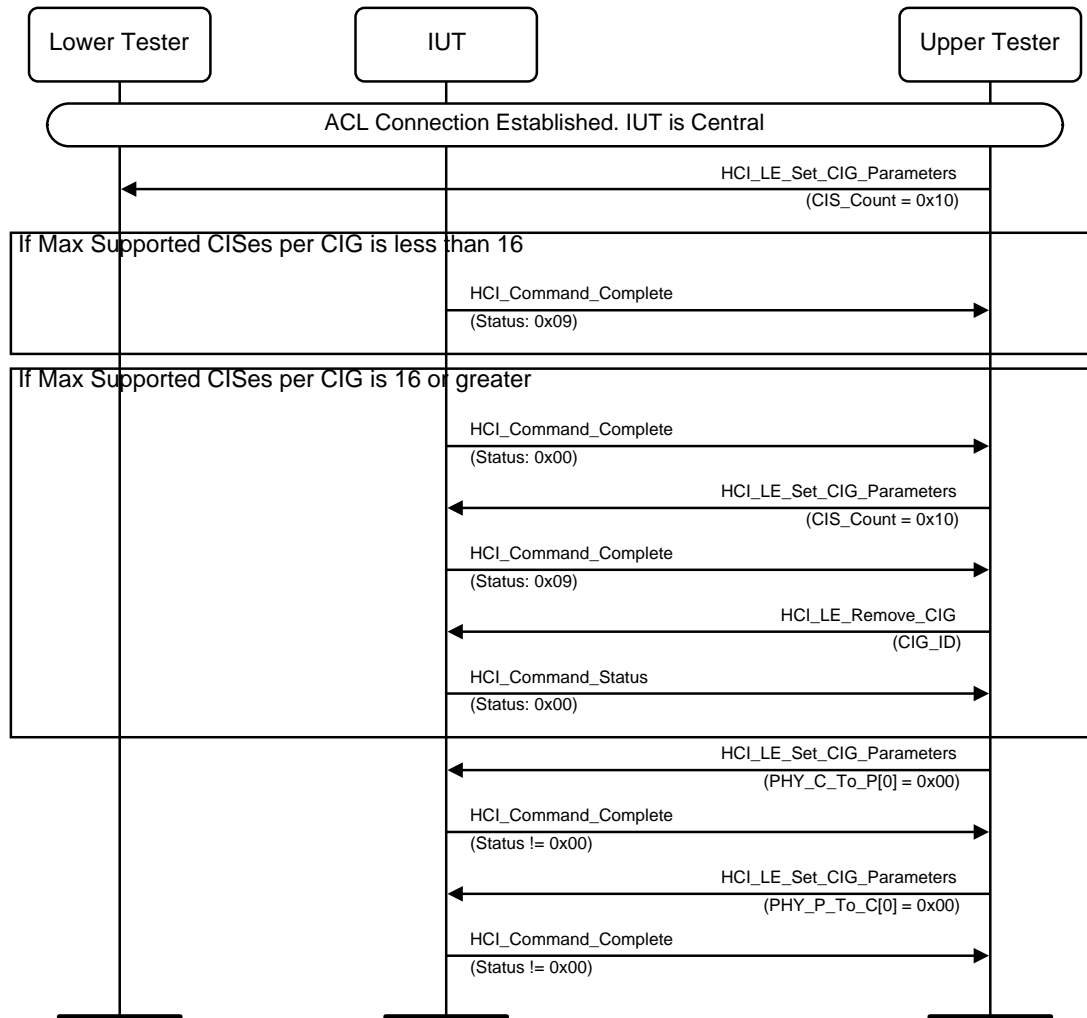 Lower Tester
IUT
Upper Tester
ACL Connection Established. IUT is Central
HCI_LE_Set_CIG_Parameters
(CIS_Count = 0x10)
If Max Supported CISes per CIG is less than 16
HCI_Command_Complete
(Status: 0x09)
If Max Supported CISes per CIG is 16 or greater
HCI_Command_Complete
(Status: 0x00)
HCI_LE_Set_CIG_Parameters
(CIS_Count = 0x10)
HCI_Command_Complete
(Status: 0x09)
HCI_LE_Remove_CIG
(CIG_ID)
HCI_Command_Status
(Status: 0x00)
HCI_LE_Set_CIG_Parameters
(PHY_C_To_P[0] = 0x00)
HCI_Command_Complete
(Status != 0x00)
HCI_LE_Set_CIG_Parameters
(PHY_P_To_C[0] = 0x00)
HCI_Command_Complete
(Status != 0x00)